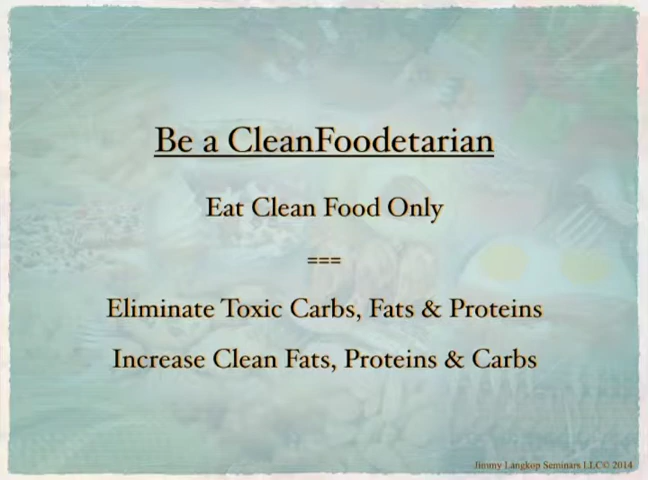 Be a CleanFoodetarian
Eat Clean Food Only
===
Eliminate Toxic Carbs, Fats & Proteins
Increase Clean Fats, Proteins & Carbs
Jimmy Langkop Seminars LLC© 2014